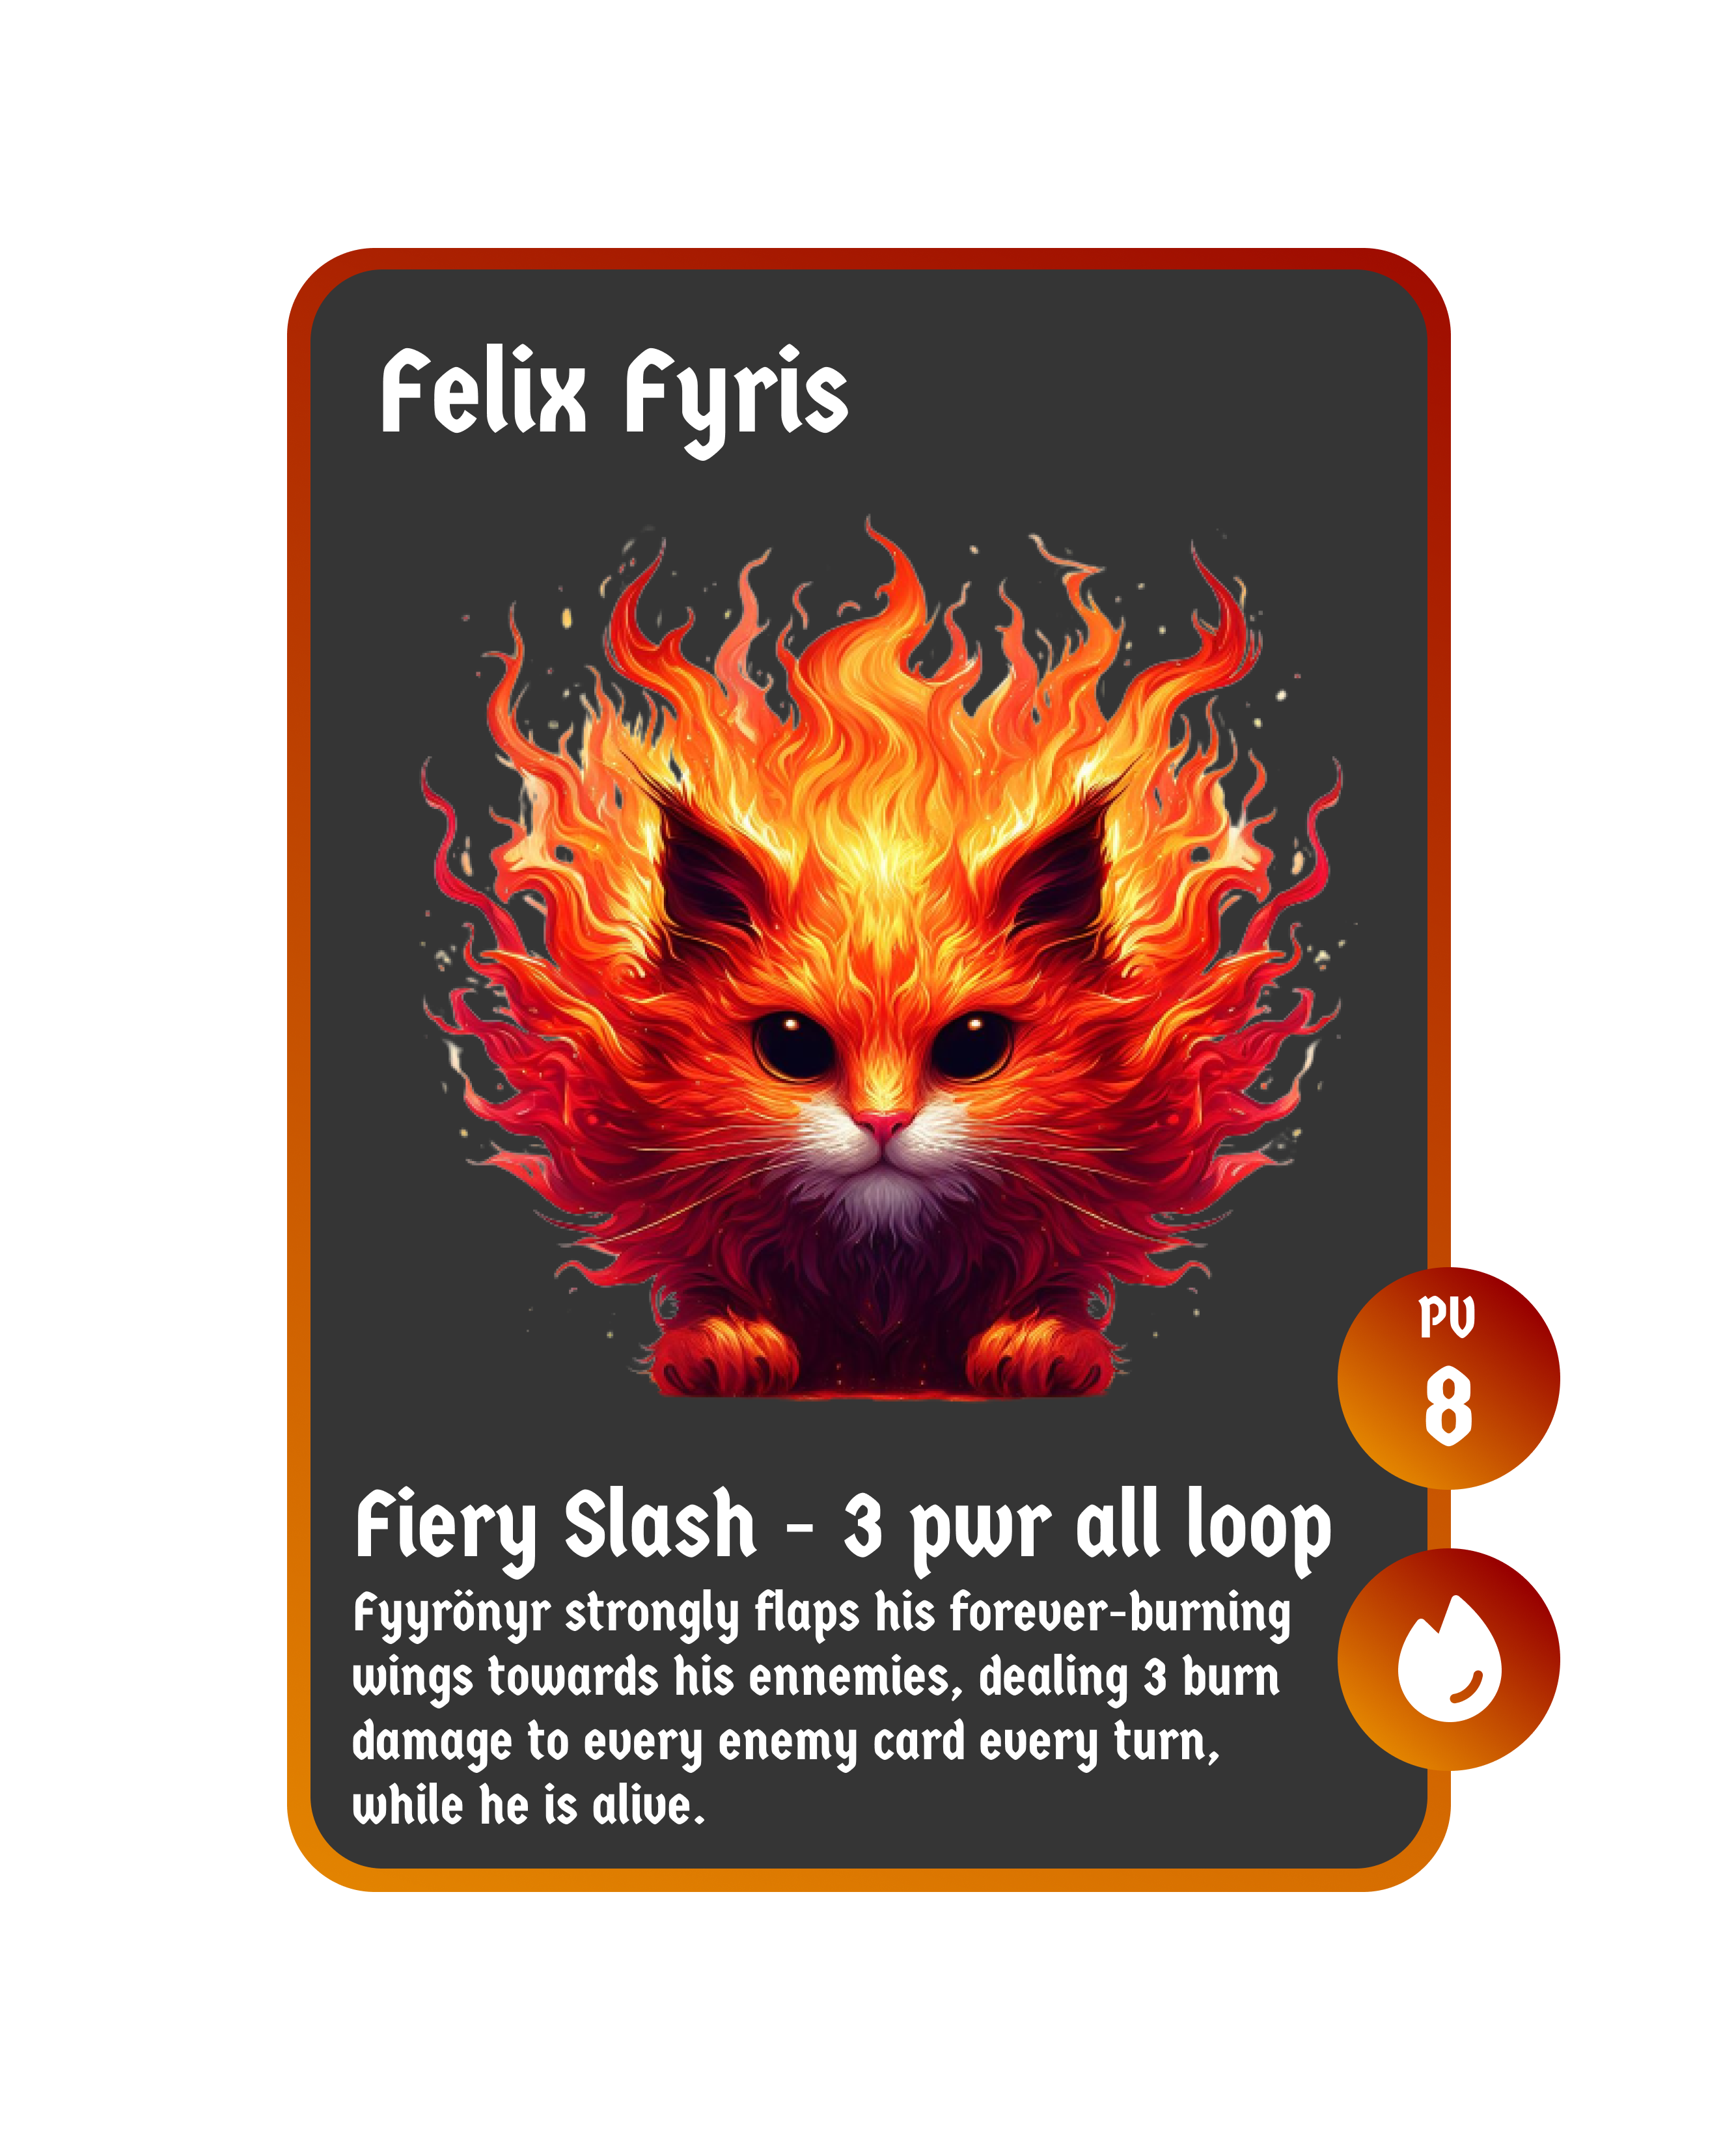 Felix Fyris
PV
8
Fiery Slash - 3 pwr all loop
Fyyrönyr strongly flaps his forever-burning
wings towards his ennemies, dealing 3 burn
damage to every enemy card every turn,
while he is alive.